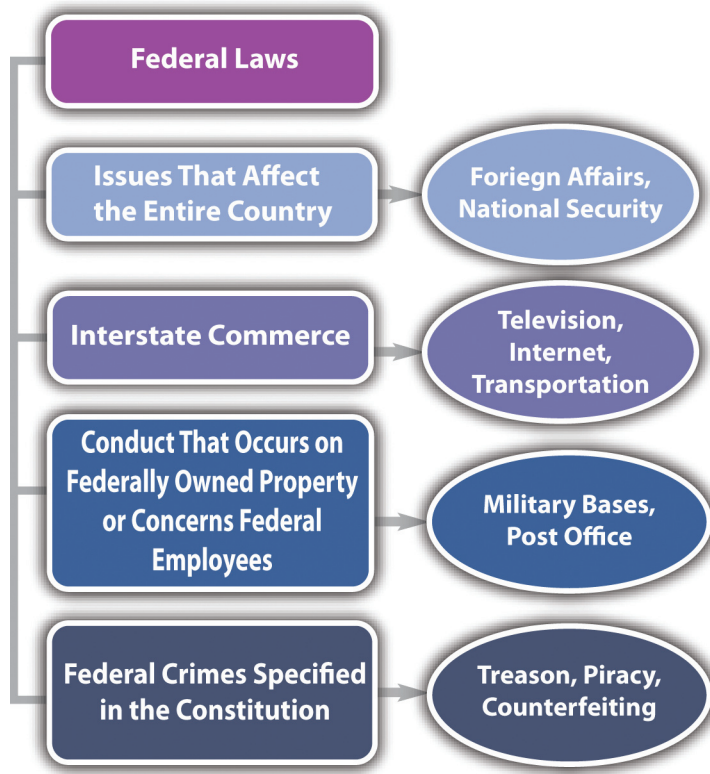 Federal Laws
Issues That Affect
the Entire Country
Foriegn Affairs,
National Security
Interstate Commerce
Television,
Internet,
Transportation
Conduct That Occurs on
Federally Owned Property
or Concerns Federal
Employees
Military Bases,
Post Office
Federal Crimes Specified
in the Constitution
Treason, Piracy,
Counterfeiting